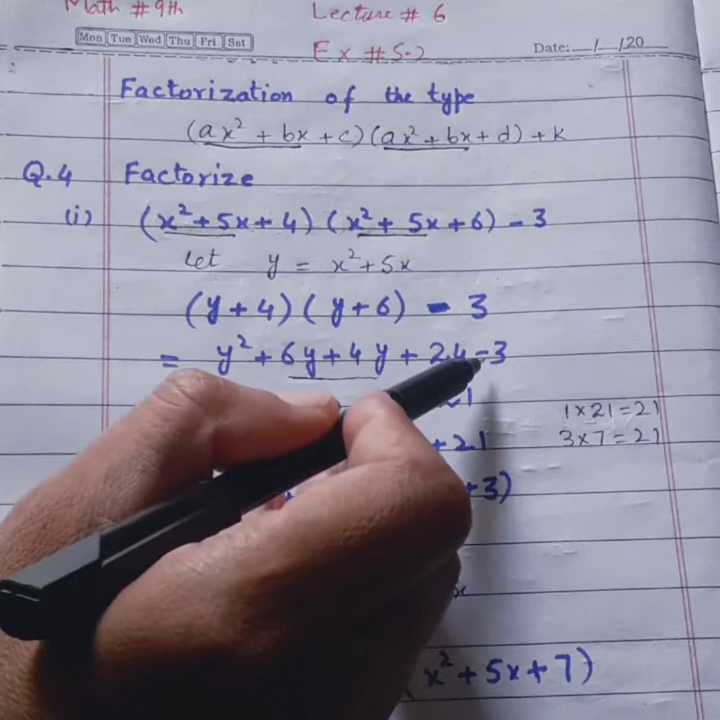 Math # 9th Lecture # 6
Mon Tue Wed Thu Fri Sat Ex # 5.2 Date: / /20
Factorization of the type
(ax² + bx + c)(ax² + bx + d) + k
Q.4 Factorize
(i) (x² + 5x + 4)(x² + 5x + 6) - 3
Let y = x² + 5x
(y + 4)(y + 6) - 3
= y² + 6y + 4y + 24 - 3
1 × 21 = 21
+ 21 3 × 7 = 21
+ 3)
x² + 5x + 7)